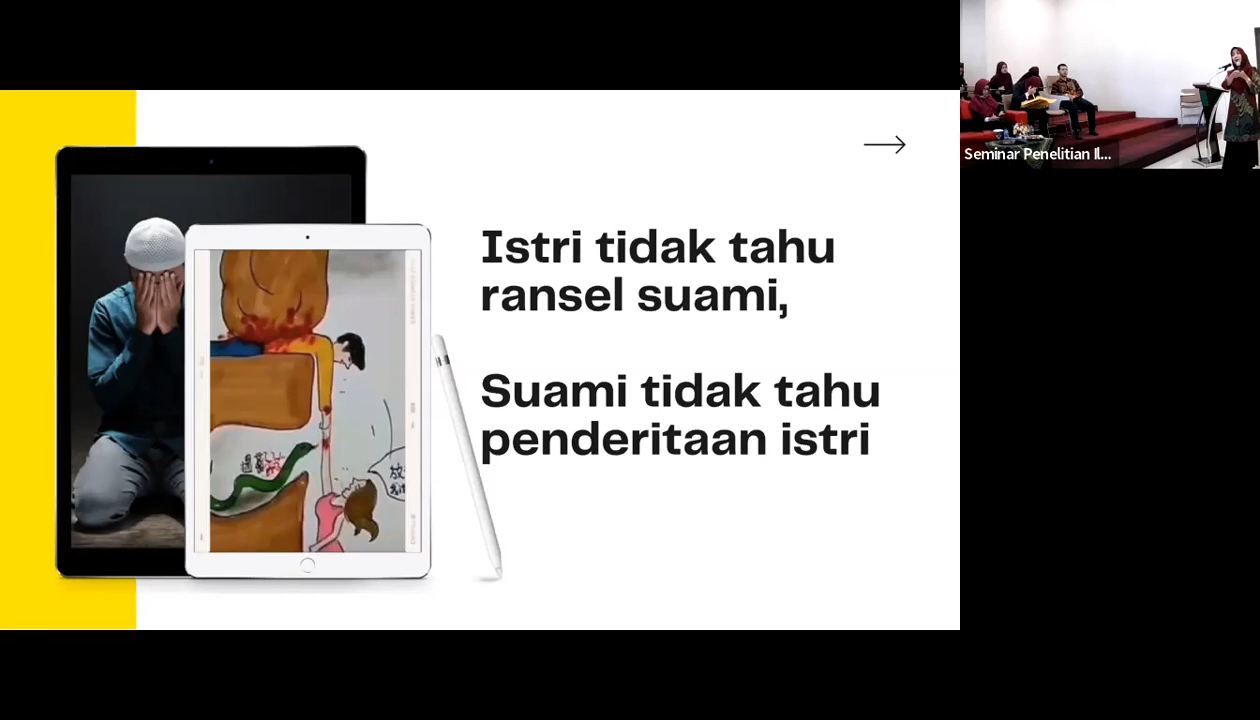 Istri tidak tahu
ransel suami,
Suami tidak tahu
penderitaan istri
Seminar Penelitian Il...